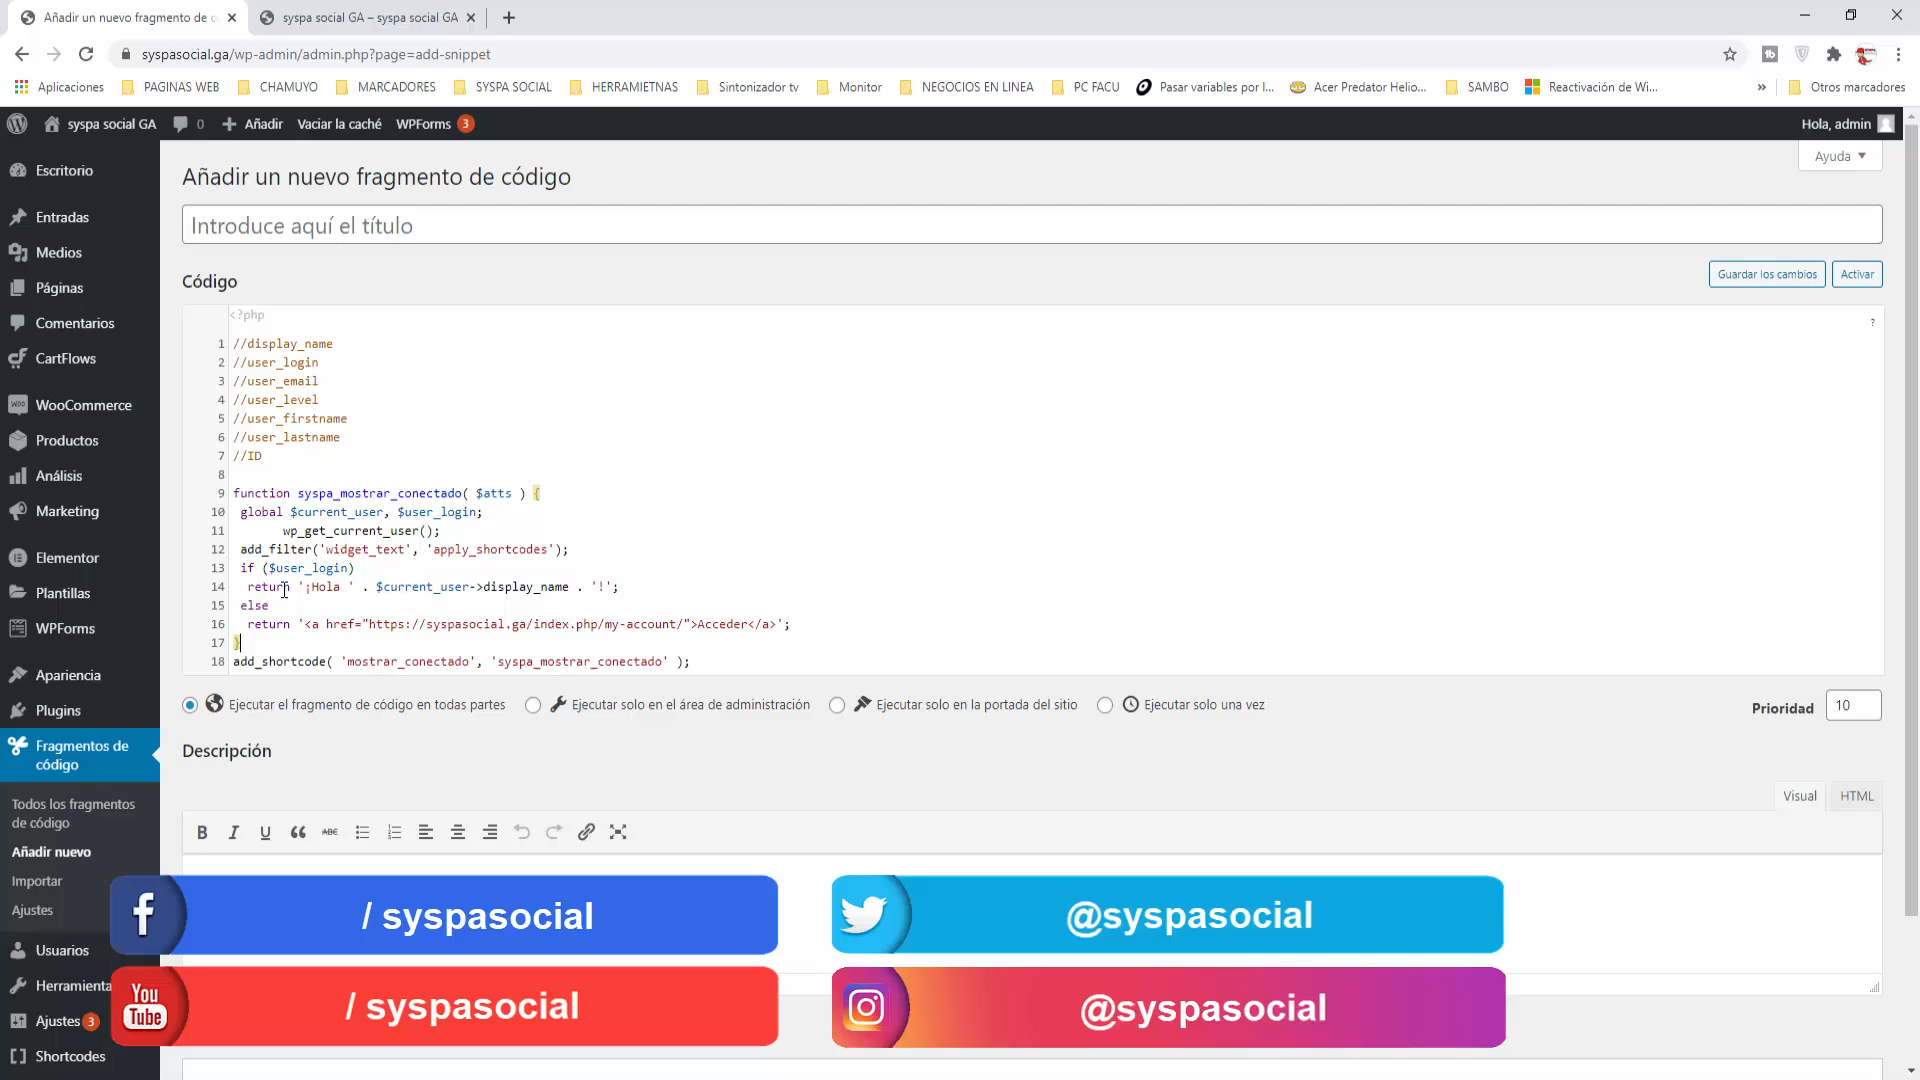 Añadir un nuevo fragmento de c
syspa social GA – syspa social GA
syspasocial.ga/wp-admin/admin.php?page=add-snippet
Aplicaciones
PAGINAS WEB
CHAMUYO
MARCADORES
SYSPA SOCIAL
HERRAMIETNAS
Sintonizador tv
Monitor
NEGOCIOS EN LINEA
PC FACU
Pasar variables por l...
Acer Predator Helio...
SAMBO
Reactivación de Wi...
»
Otros marcadores
syspa social GA
0
Añadir
Vaciar la caché
WPForms 3
Hola, admin
Ayuda
Escritorio
Entradas
Medios
Páginas
Comentarios
CartFlows
WooCommerce
Productos
Análisis
Marketing
Elementor
Plantillas
WPForms
Apariencia
Plugins
Fragmentos de
código
Todos los fragmentos
de código
Añadir nuevo
Importar
Ajustes
Usuarios
Herramienta
Ajustes 3
Shortcodes
Añadir un nuevo fragmento de código
Introduce aquí el título
Código
Guardar los cambios
Activar
<?php
?
1 //display_name
2 //user_login
3 //user_email
4 //user_level
5 //user_firstname
6 //user_lastname
7 //ID
8
9 function syspa_mostrar_conectado( $atts ) {
10 global $current_user, $user_login;
11 wp_get_current_user();
12 add_filter('widget_text', 'apply_shortcodes');
13 if ($user_login)
14 return '¡Hola ' . $current_user->display_name . '!';
15 else
16 return '<a href="https://syspasocial.ga/index.php/my-account/">Acceder</a>';
17 }
18 add_shortcode( 'mostrar_conectado', 'syspa_mostrar_conectado' );
Ejecutar el fragmento de código en todas partes
Ejecutar solo en el área de administración
Ejecutar solo en la portada del sitio
Ejecutar solo una vez
Prioridad 10
Descripción
Visual
HTML
B I U “ ABC
f / syspasocial
@syspasocial
You Tube / syspasocial
@syspasocial